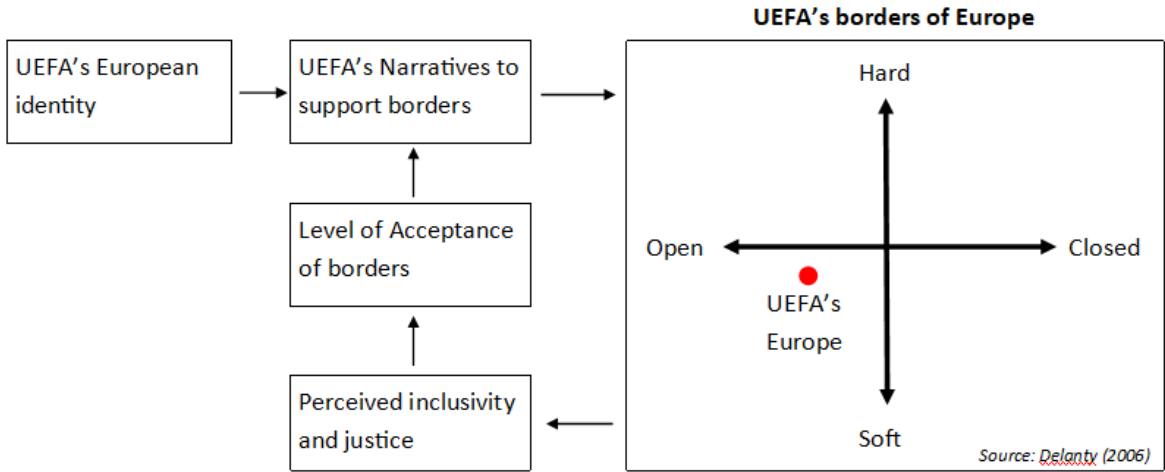 UEFA’s borders of Europe
UEFA’s European
identity
UEFA’s Narratives to
support borders
Level of Acceptance
of borders
Perceived inclusivity
and justice
Hard
Open
Closed
UEFA’s
Europe
Soft
Source: Delanty (2006)